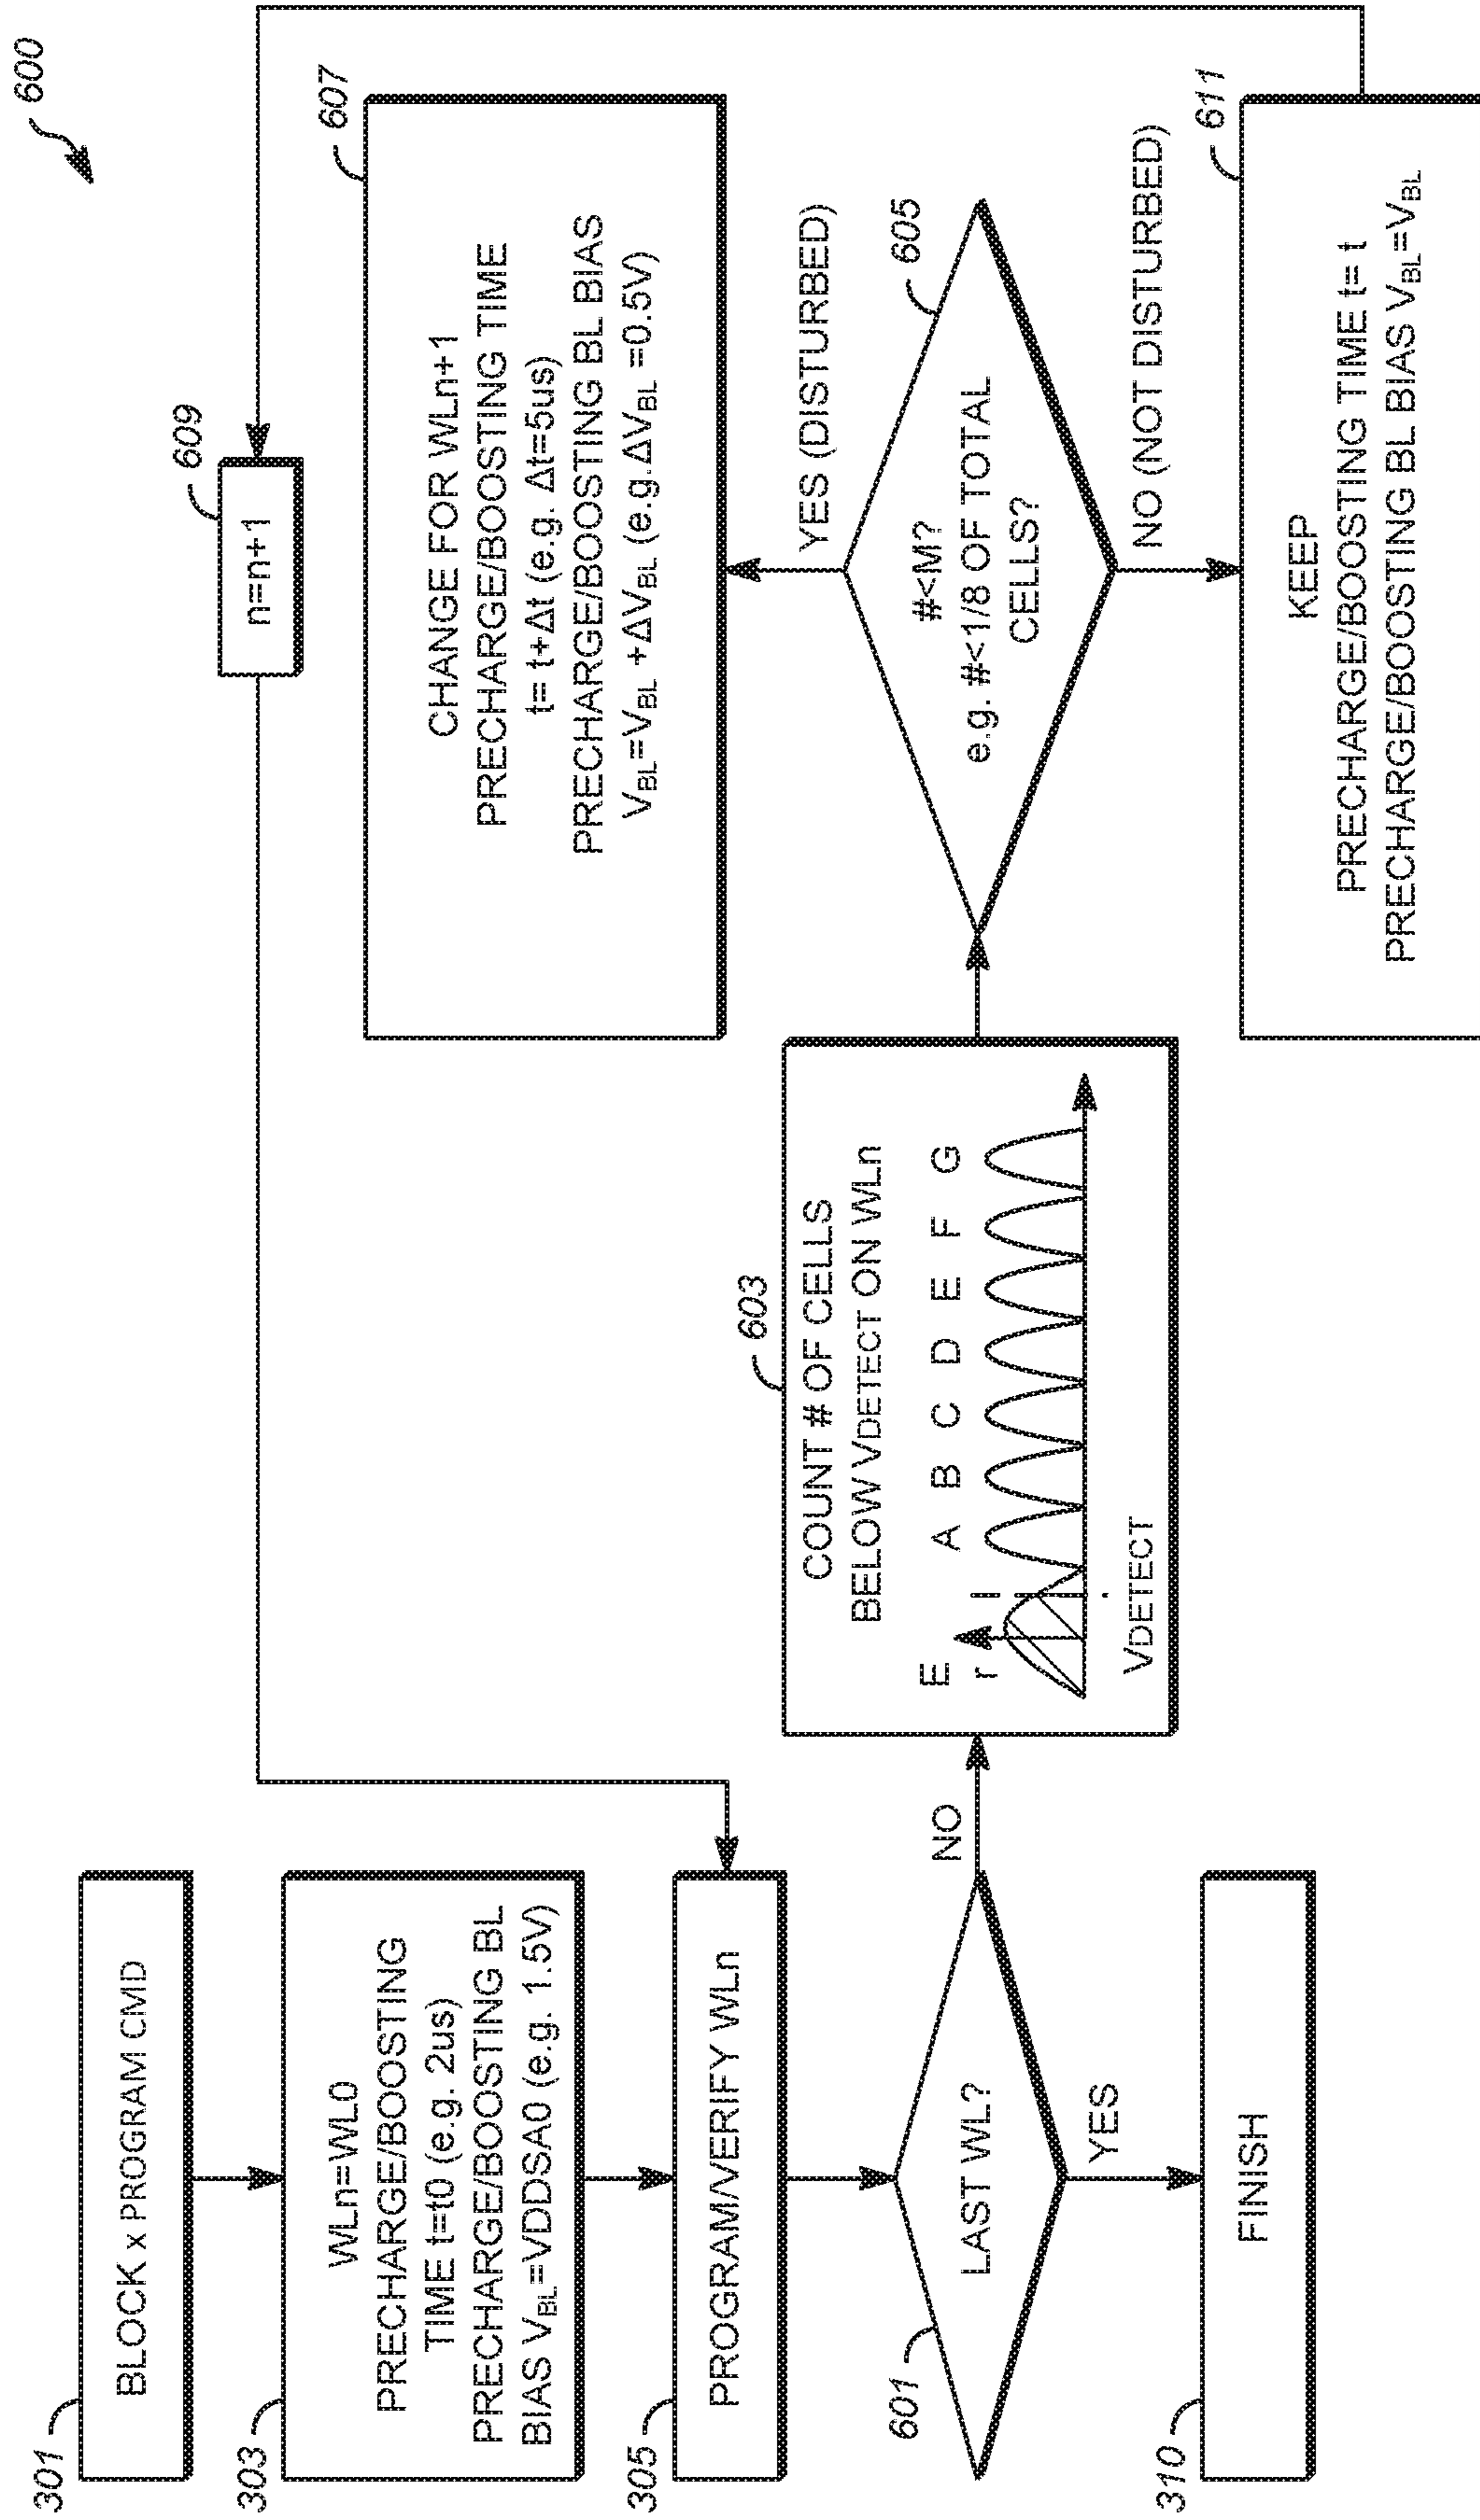 600
301
BLOCK x PROGRAM CMD
303
WLn=WL0
PRECHARGE/BOOSTING
TIME t=t0 (e.g. 2us)
PRECHARGE/BOOSTING BL
BIAS VBL=VDDSA0 (e.g. 1.5V)
305
PROGRAM/VERIFY WLn
601
LAST WL?
NO
YES
310
FINISH
603
COUNT # OF CELLS
BELOW VDETECT ON WLn
E
r
A B C D E F G
VDETECT
605
#<M?
e.g. #<1/8 OF TOTAL
CELLS?
YES (DISTURBED)
NO (NOT DISTURBED)
607
CHANGE FOR WLn+1
PRECHARGE/BOOSTING TIME
t= t+Δt (e.g. Δt=5us)
PRECHARGE/BOOSTING BL BIAS
VBL=VBL +ΔVBL (e.g.ΔVBL =0.5V)
609
n=n+1
611
KEEP
PRECHARGE/BOOSTING TIME t= t
PRECHARGE/BOOSTING BL BIAS VBL=VBL